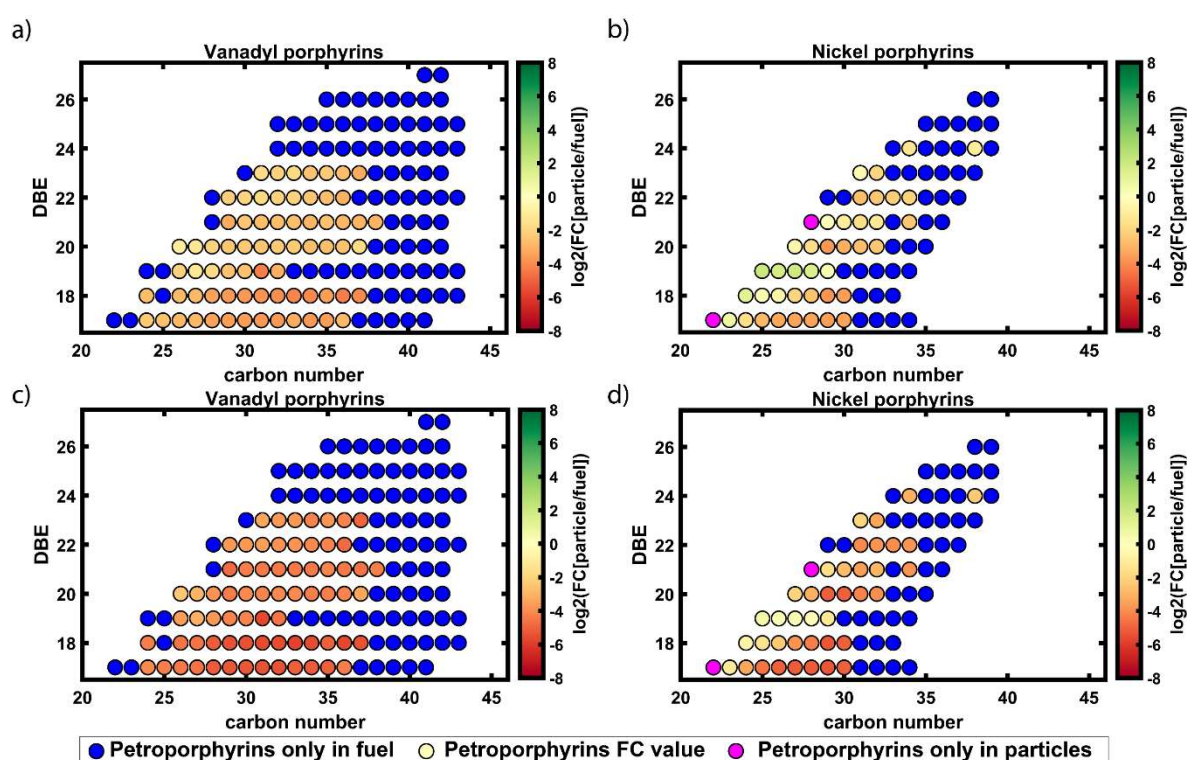 a)
Vanadyl porphyrins
26
24
22
20
18
DBE
20 25 30 35 40 45
carbon number
8
6
4
2
0
-2
-4
-6
-8
log2(FC[particle/fuel])
b)
Nickel porphyrins
26
24
22
20
18
DBE
20 25 30 35 40 45
carbon number
8
6
4
2
0
-2
-4
-6
-8
log2(FC[particle/fuel])
c)
Vanadyl porphyrins
26
24
22
20
18
DBE
20 25 30 35 40 45
carbon number
8
6
4
2
0
-2
-4
-6
-8
log2(FC[particle/fuel])
d)
Nickel porphyrins
26
24
22
20
18
DBE
20 25 30 35 40 45
carbon number
8
6
4
2
0
-2
-4
-6
-8
log2(FC[particle/fuel])
Petroporphyrins only in fuel Petroporphyrins FC value Petroporphyrins only in particles